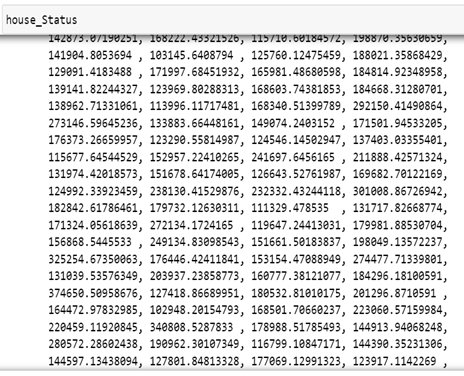 house_Status
142873.07190251, 168222.43321526, 115710.60184572, 198870.35630659,
141904.8053694 , 103145.6408794 , 125760.12475459, 188021.35868429,
129091.4183488 , 171997.68451932, 165981.48680598, 184814.92348958,
139141.82244327, 123969.80288313, 168603.74381853, 184668.31280701,
138962.71331061, 113996.11717481, 168340.51399789, 292150.41490864,
273146.59645236, 133883.66448161, 149074.2403152 , 171501.94533205,
176373.26659957, 123290.55814987, 124546.14502947, 137403.03355401,
115677.64544529, 152957.22410265, 241697.6456165 , 211888.42571324,
131974.42018573, 151678.64174005, 126643.52761987, 169682.70122169,
124992.33923459, 238130.41529876, 232332.43244118, 301008.86726942,
182842.61786461, 179732.12630311, 111329.478535  , 131717.82668774,
171324.05618639, 272134.1724165 , 119647.24413031, 179981.88530704,
156868.5445533 , 249134.83098543, 151661.50183837, 198049.13572237,
325254.67350063, 176446.42411841, 153154.47088949, 274477.71339801,
131039.53576349, 203937.23858773, 160777.38121077, 184296.18100591,
374650.50958676, 127418.86689951, 180532.81010175, 201296.8710591 ,
164472.97832985, 102948.20154793, 168501.70660237, 223060.57159984,
220459.11920845, 340808.5287833 , 178988.51785493, 144913.94068248,
280572.28602438, 190962.30107349, 116799.10847171, 144390.35231306,
144597.13438094, 127801.84813328, 177069.12991323, 123917.1142269 ,